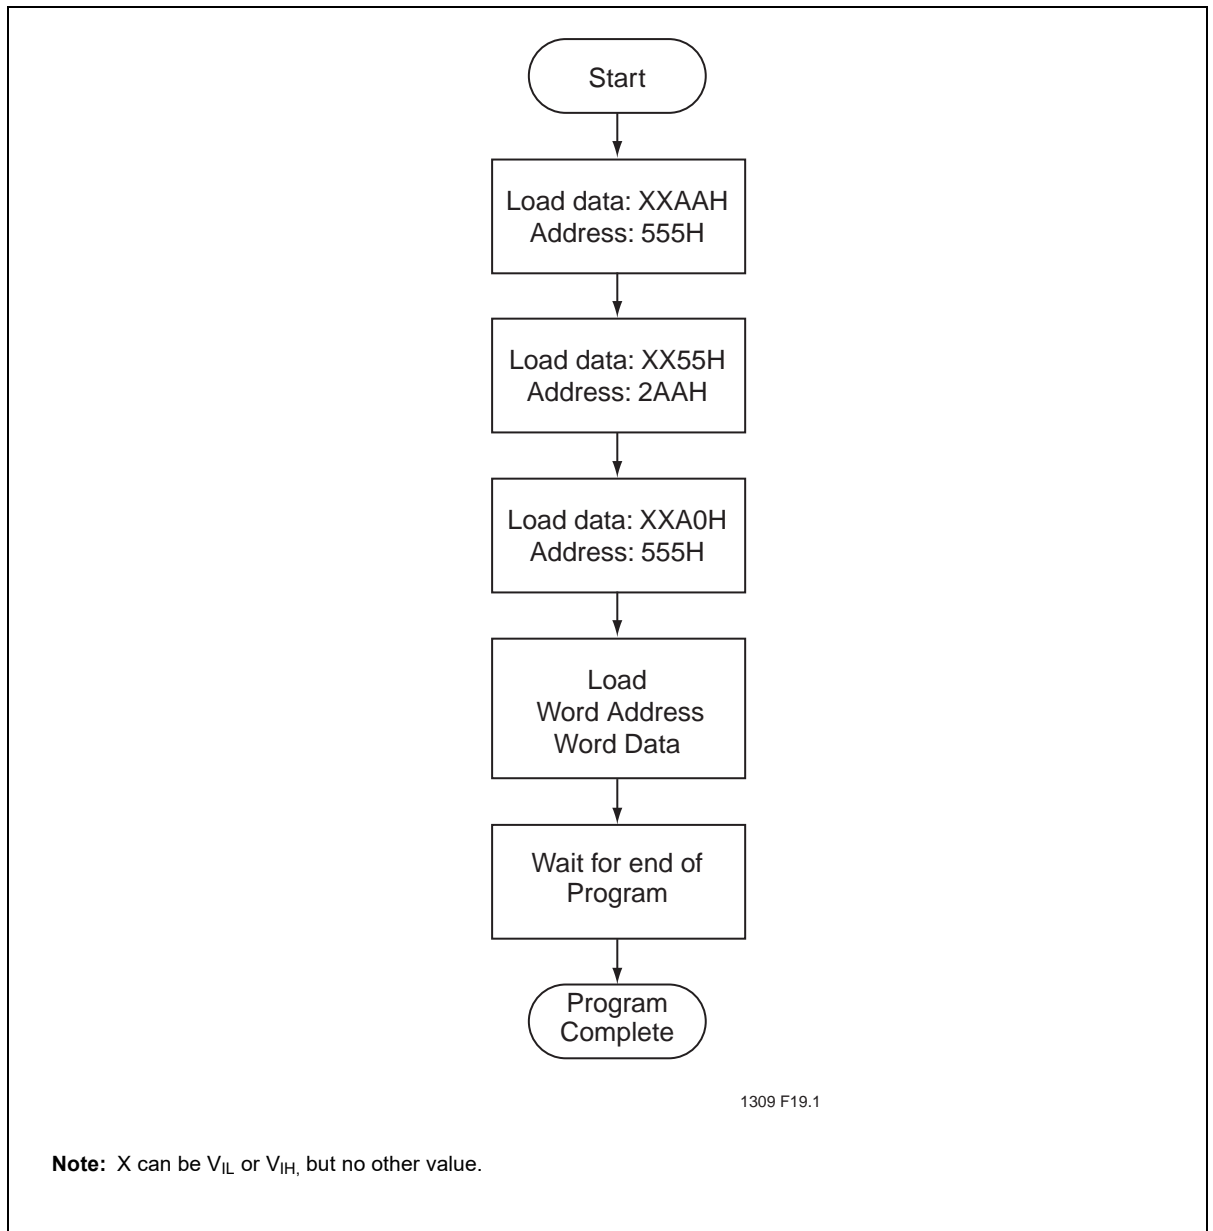 Start
Load data: XXAAH
Address: 555H
Load data: XX55H
Address: 2AAH
Load data: XXA0H
Address: 555H
Load
Word Address
Word Data
Wait for end of
Program
Program
Complete
1309 F19.1
Note: X can be VIL or VIH, but no other value.